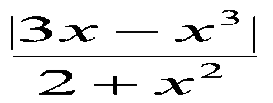 |3x − x³|
2 + x²